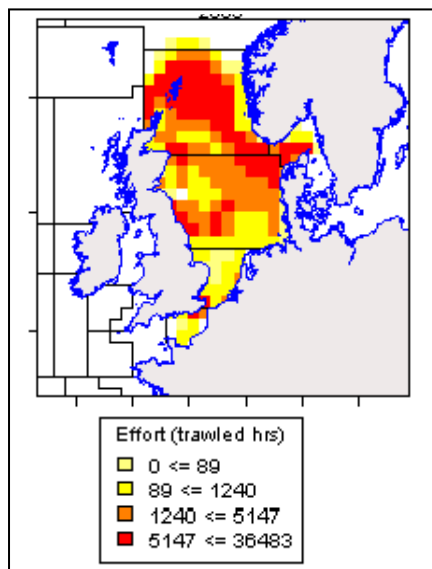 Effort (trawled hrs)
0 <= 89
89 <= 1240
1240 <= 5147
5147 <= 36483